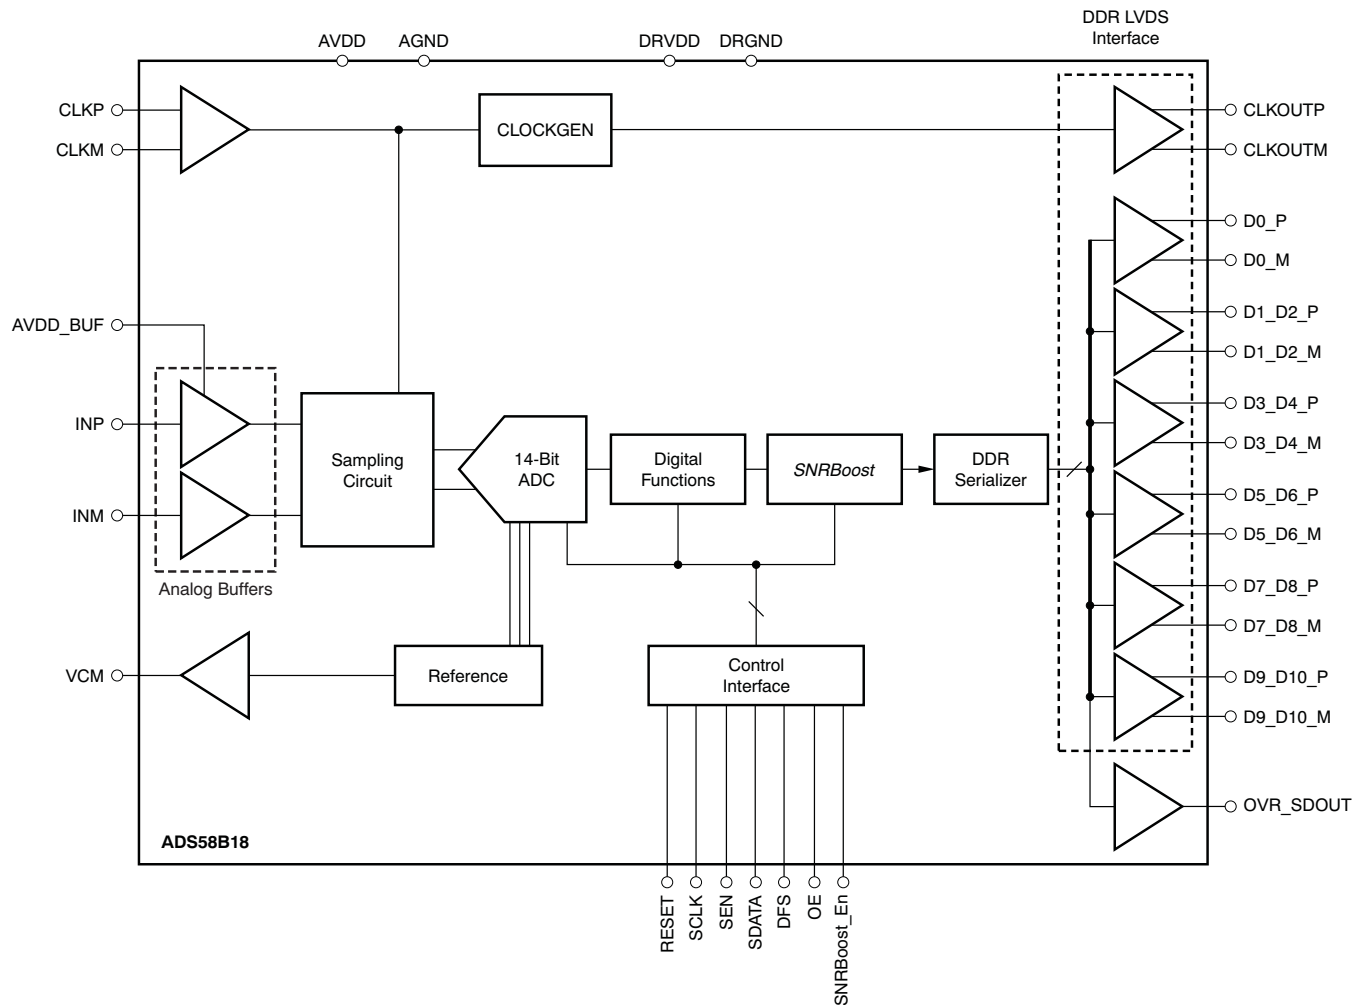 DDR LVDS
Interface
AVDD
AGND
DRVDD
DRGND
CLKP
CLKM
CLOCKGEN
CLKOUTP
CLKOUTM
D0_P
D0_M
AVDD_BUF
D1_D2_P
D1_D2_M
INP
INM
Analog Buffers
Sampling
Circuit
14-Bit
ADC
Digital
Functions
SNRBoost
DDR
Serializer
D3_D4_P
D3_D4_M
D5_D6_P
D5_D6_M
D7_D8_P
D7_D8_M
VCM
Reference
Control
Interface
D9_D10_P
D9_D10_M
OVR_SDOUT
ADS58B18
RESET
SCLK
SEN
SDATA
DFS
OE
SNRBoost_En